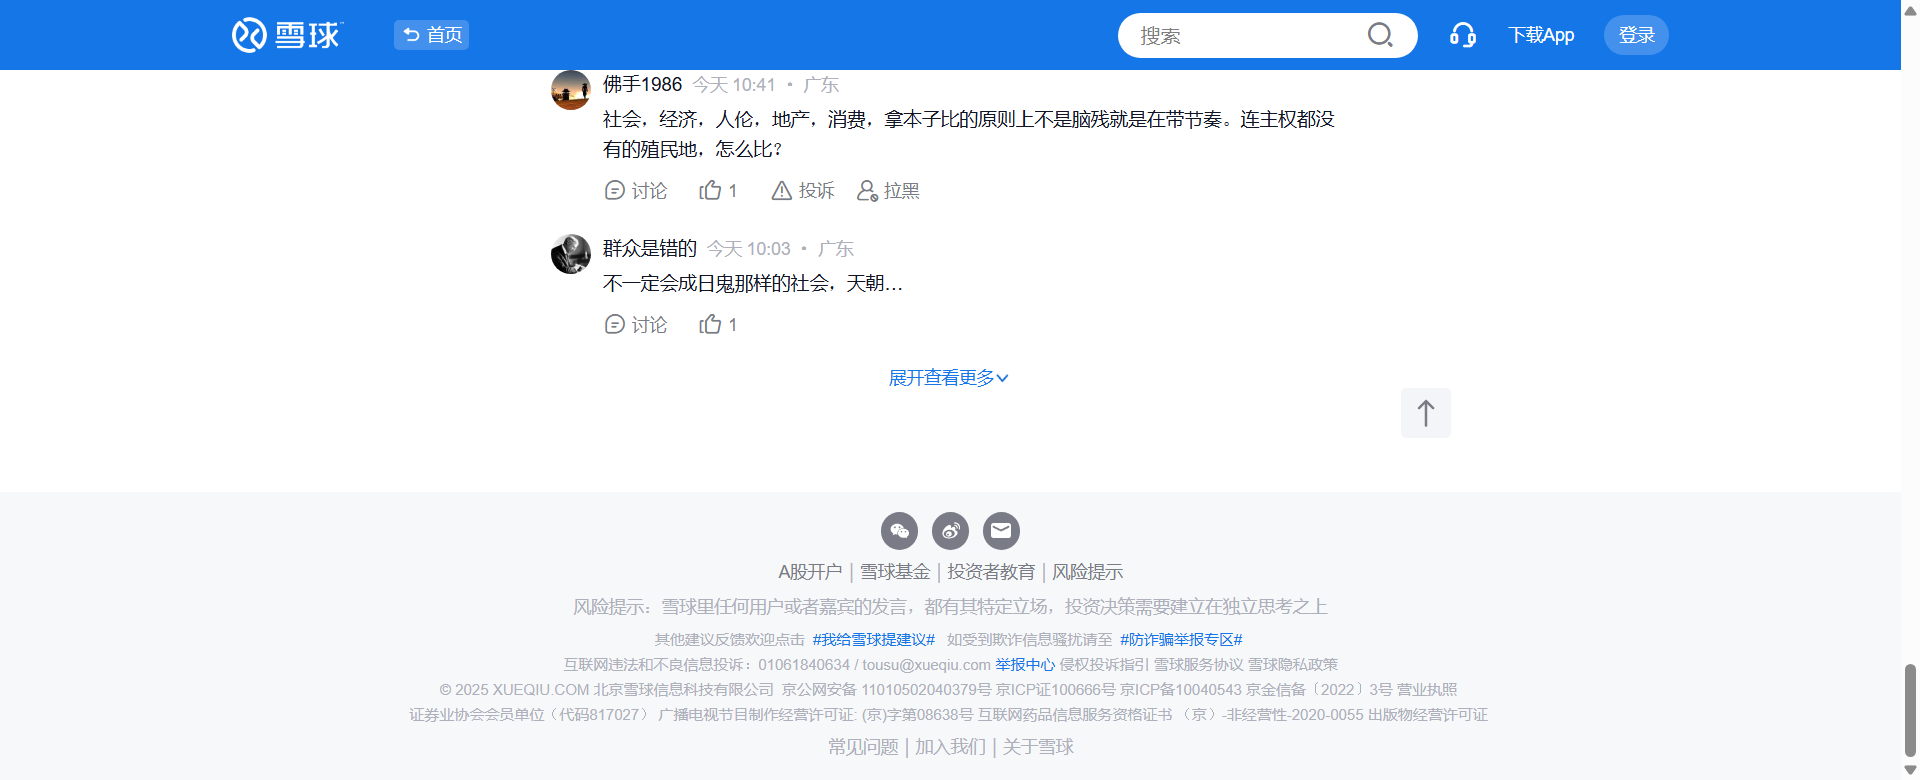 雪球™
首页
搜索
下载App
登录
佛手1986 今天 10:41 · 广东
社会，经济，人伦，地产，消费，拿本子比的原则上不是脑残就是在带节奏。连主权都没
有的殖民地，怎么比？
讨论 1 投诉 拉黑
群众是错的 今天 10:03 · 广东
不一定会成日鬼那样的社会，天朝...
讨论 1
展开查看更多
A股开户 | 雪球基金 | 投资者教育 | 风险提示
风险提示：雪球里任何用户或者嘉宾的发言，都有其特定立场，投资决策需要建立在独立思考之上
其他建议反馈欢迎点击 #我给雪球提建议# 如受到欺诈信息骚扰请至 #防诈骗举报专区#
互联网违法和不良信息投诉：01061840634 / tousu@xueqiu.com 举报中心 侵权投诉指引 雪球服务协议 雪球隐私政策
© 2025 XUEQIU.COM 北京雪球信息科技有限公司 京公网安备 11010502040379号 京ICP证100666号 京ICP备10040543 京金信备〔2022〕3号 营业执照
证券业协会会员单位（代码817027） 广播电视节目制作经营许可证: (京)字第08638号 互联网药品信息服务资格证书 （京）-非经营性-2020-0055 出版物经营许可证
常见问题 | 加入我们 | 关于雪球